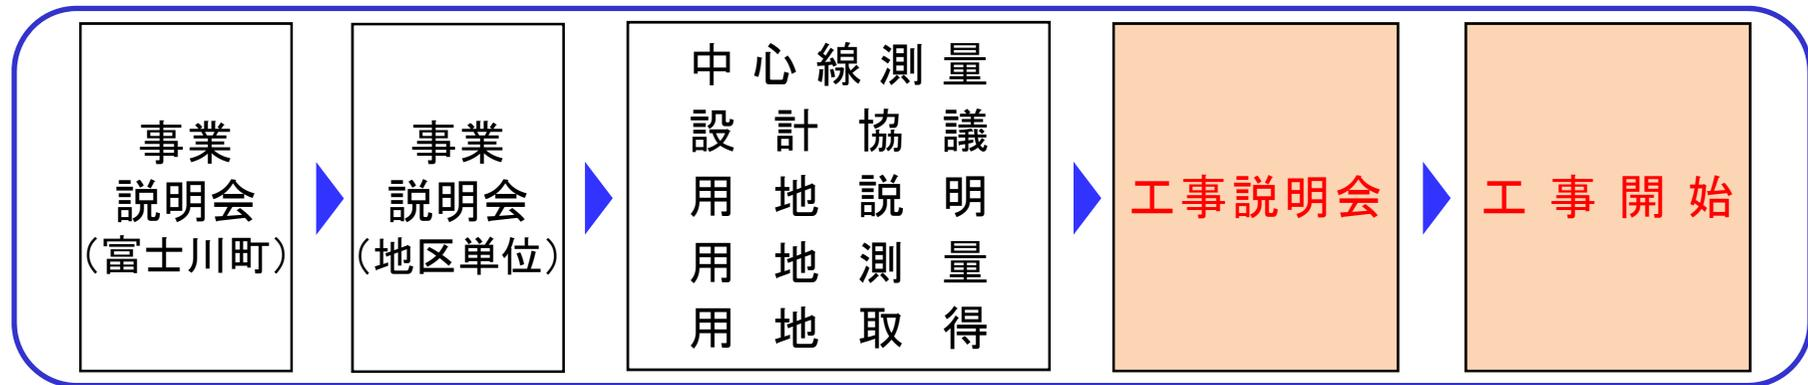 事業
説明会
（富士川町）
事業
説明会
（地区単位）
中心線測量
設計協議
用地説明
用地測量
用地取得
工事説明会
工事開始